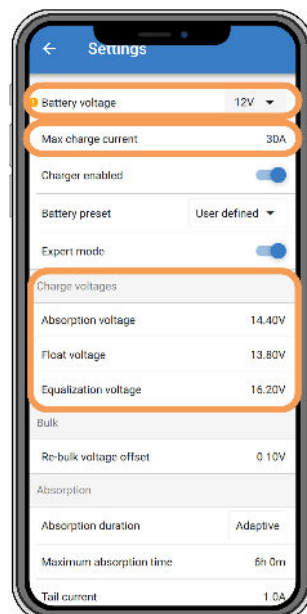 Settings
Battery voltage 12V
Max charge current 30A
Charger enabled
Battery preset User defined
Expert mode
Charge voltages
Absorption voltage 14.40V
Float voltage 13.80V
Equalization voltage 16.20V
Bulk
Re-bulk voltage offset 0.10V
Absorption
Absorption duration Adaptive
Maximum absorption time 6h 0m
Tail current 1.0A